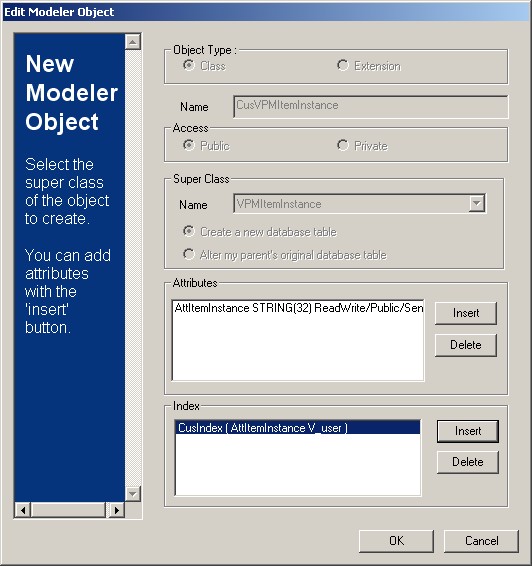 Edit Modeler Object
New
Modeler
Object
Select the
super class
of the object
to create.
You can add
attributes
with the
'insert'
button.
Object Type :
Class
Extension
Name
CusVPMItemInstance
Access
Public
Private
Super Class
Name
VPMItemInstance
Create a new database table
Alter my parent's original database table
Attributes
AttItemInstance STRING(32) ReadWrite/Public/Sen
Insert
Delete
Index
CusIndex ( AttItemInstance V_user )
Insert
Delete
OK
Cancel